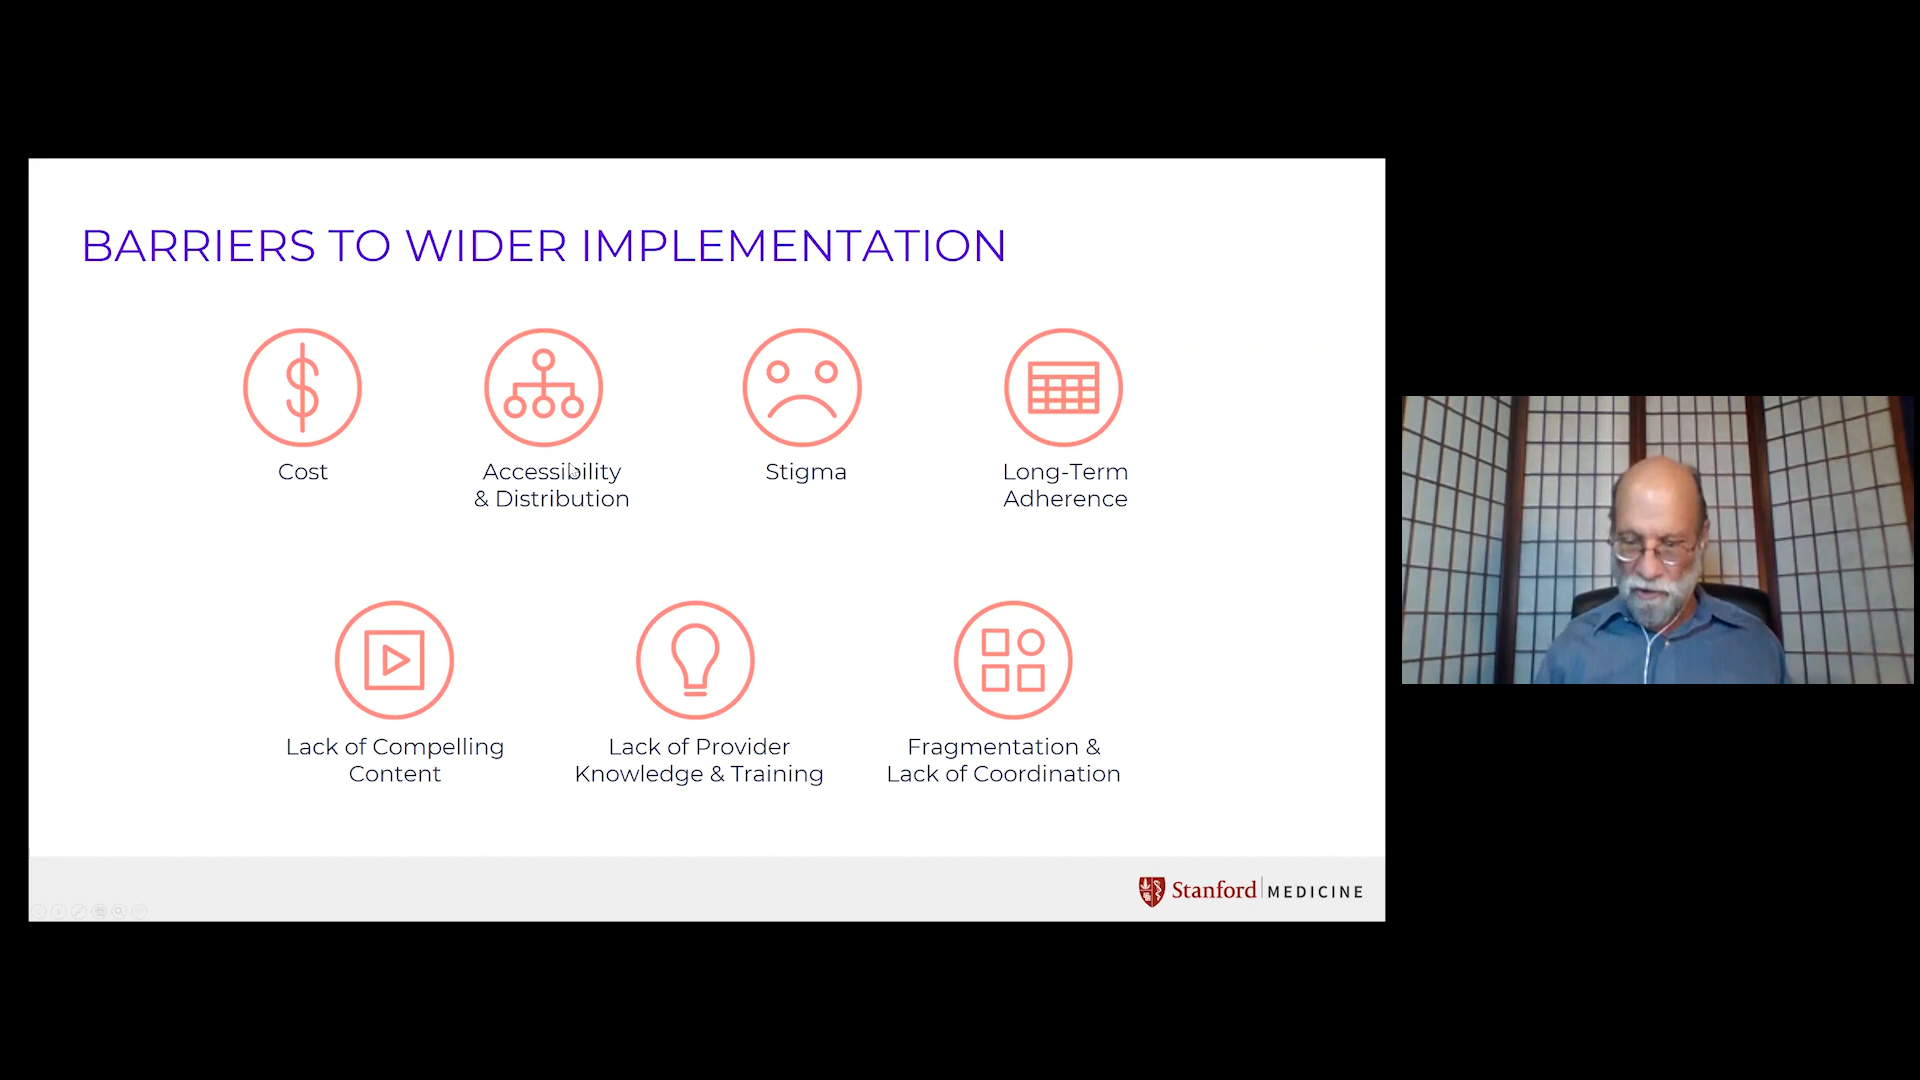 BARRIERS TO WIDER IMPLEMENTATION
Cost
Accessibility
& Distribution
Stigma
Long-Term
Adherence
Lack of Compelling
Content
Lack of Provider
Knowledge & Training
Fragmentation &
Lack of Coordination
Stanford MEDICINE